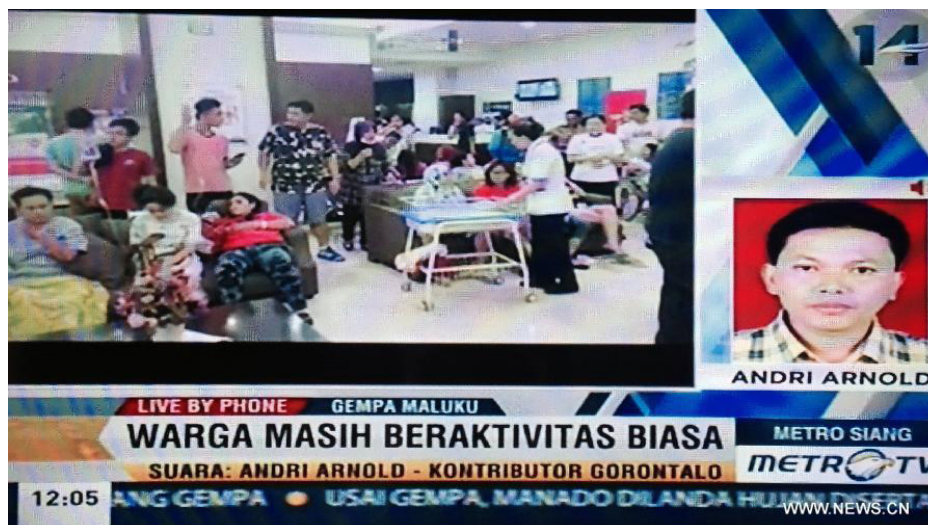 14
ANDRI ARNOLD
LIVE BY PHONE
GEMPA MALUKU
WARGA MASIH BERAKTIVITAS BIASA
SUARA: ANDRI ARNOLD - KONTRIBUTOR GORONTALO
METRO SIANG
METRO TV
12:05
ANG GEMPA • USAI GEMPA, MANADO DILANDA HUJAN DISERTA
WWW.NEWS.CN